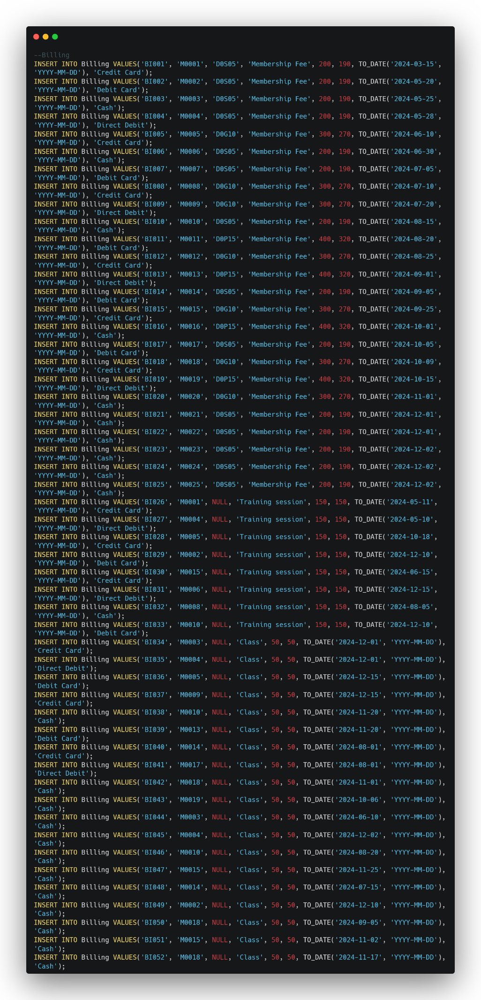 --Billing
INSERT INTO Billing VALUES('BI001', 'M0001', 'D0S05', 'Membership Fee', 200, 190, TO_DATE('2024-03-15',
'YYYY-MM-DD'), 'Credit Card');
INSERT INTO Billing VALUES('BI002', 'M0002', 'D0S05', 'Membership Fee', 200, 190, TO_DATE('2024-05-20',
'YYYY-MM-DD'), 'Debit Card');
INSERT INTO Billing VALUES('BI003', 'M0003', 'D0S05', 'Membership Fee', 200, 190, TO_DATE('2024-05-25',
'YYYY-MM-DD'), 'Cash');
INSERT INTO Billing VALUES('BI004', 'M0004', 'D0S05', 'Membership Fee', 200, 190, TO_DATE('2024-05-28',
'YYYY-MM-DD'), 'Direct Debit');
INSERT INTO Billing VALUES('BI005', 'M0005', 'D0G10', 'Membership Fee', 300, 270, TO_DATE('2024-06-10',
'YYYY-MM-DD'), 'Credit Card');
INSERT INTO Billing VALUES('BI006', 'M0006', 'D0S05', 'Membership Fee', 200, 190, TO_DATE('2024-06-30',
'YYYY-MM-DD'), 'Cash');
INSERT INTO Billing VALUES('BI007', 'M0007', 'D0S05', 'Membership Fee', 200, 190, TO_DATE('2024-07-05',
'YYYY-MM-DD'), 'Debit Card');
INSERT INTO Billing VALUES('BI008', 'M0008', 'D0G10', 'Membership Fee', 300, 270, TO_DATE('2024-07-10',
'YYYY-MM-DD'), 'Credit Card');
INSERT INTO Billing VALUES('BI009', 'M0009', 'D0G10', 'Membership Fee', 300, 270, TO_DATE('2024-07-20',
'YYYY-MM-DD'), 'Direct Debit');
INSERT INTO Billing VALUES('BI010', 'M0010', 'D0S05', 'Membership Fee', 200, 190, TO_DATE('2024-08-15',
'YYYY-MM-DD'), 'Cash');
INSERT INTO Billing VALUES('BI011', 'M0011', 'D0P15', 'Membership Fee', 400, 320, TO_DATE('2024-08-20',
'YYYY-MM-DD'), 'Debit Card');
INSERT INTO Billing VALUES('BI012', 'M0012', 'D0G10', 'Membership Fee', 300, 270, TO_DATE('2024-08-25',
'YYYY-MM-DD'), 'Credit Card');
INSERT INTO Billing VALUES('BI013', 'M0013', 'D0P15', 'Membership Fee', 400, 320, TO_DATE('2024-09-01',
'YYYY-MM-DD'), 'Direct Debit');
INSERT INTO Billing VALUES('BI014', 'M0014', 'D0S05', 'Membership Fee', 200, 190, TO_DATE('2024-09-05',
'YYYY-MM-DD'), 'Debit Card');
INSERT INTO Billing VALUES('BI015', 'M0015', 'D0G10', 'Membership Fee', 300, 270, TO_DATE('2024-09-25',
'YYYY-MM-DD'), 'Credit Card');
INSERT INTO Billing VALUES('BI016', 'M0016', 'D0P15', 'Membership Fee', 400, 320, TO_DATE('2024-10-01',
'YYYY-MM-DD'), 'Cash');
INSERT INTO Billing VALUES('BI017', 'M0017', 'D0S05', 'Membership Fee', 200, 190, TO_DATE('2024-10-05',
'YYYY-MM-DD'), 'Debit Card');
INSERT INTO Billing VALUES('BI018', 'M0018', 'D0G10', 'Membership Fee', 300, 270, TO_DATE('2024-10-09',
'YYYY-MM-DD'), 'Credit Card');
INSERT INTO Billing VALUES('BI019', 'M0019', 'D0P15', 'Membership Fee', 400, 320, TO_DATE('2024-10-15',
'YYYY-MM-DD'), 'Direct Debit');
INSERT INTO Billing VALUES('BI020', 'M0020', 'D0G10', 'Membership Fee', 300, 270, TO_DATE('2024-11-01',
'YYYY-MM-DD'), 'Cash');
INSERT INTO Billing VALUES('BI021', 'M0021', 'D0S05', 'Membership Fee', 200, 190, TO_DATE('2024-12-01',
'YYYY-MM-DD'), 'Cash');
INSERT INTO Billing VALUES('BI022', 'M0022', 'D0S05', 'Membership Fee', 200, 190, TO_DATE('2024-12-01',
'YYYY-MM-DD'), 'Cash');
INSERT INTO Billing VALUES('BI023', 'M0023', 'D0S05', 'Membership Fee', 200, 190, TO_DATE('2024-12-02',
'YYYY-MM-DD'), 'Cash');
INSERT INTO Billing VALUES('BI024', 'M0024', 'D0S05', 'Membership Fee', 200, 190, TO_DATE('2024-12-02',
'YYYY-MM-DD'), 'Cash');
INSERT INTO Billing VALUES('BI025', 'M0025', 'D0S05', 'Membership Fee', 200, 190, TO_DATE('2024-12-02',
'YYYY-MM-DD'), 'Cash');
INSERT INTO Billing VALUES('BI026', 'M0001', NULL, 'Training session', 150, 150, TO_DATE('2024-05-11',
'YYYY-MM-DD'), 'Credit Card');
INSERT INTO Billing VALUES('BI027', 'M0004', NULL, 'Training session', 150, 150, TO_DATE('2024-05-10',
'YYYY-MM-DD'), 'Direct Debit');
INSERT INTO Billing VALUES('BI028', 'M0005', NULL, 'Training session', 150, 150, TO_DATE('2024-10-18',
'YYYY-MM-DD'), 'Credit Card');
INSERT INTO Billing VALUES('BI029', 'M0002', NULL, 'Training session', 150, 150, TO_DATE('2024-12-10',
'YYYY-MM-DD'), 'Debit Card');
INSERT INTO Billing VALUES('BI030', 'M0015', NULL, 'Training session', 150, 150, TO_DATE('2024-06-15',
'YYYY-MM-DD'), 'Credit Card');
INSERT INTO Billing VALUES('BI031', 'M0006', NULL, 'Training session', 150, 150, TO_DATE('2024-12-15',
'YYYY-MM-DD'), 'Direct Debit');
INSERT INTO Billing VALUES('BI032', 'M0008', NULL, 'Training session', 150, 150, TO_DATE('2024-08-05',
'YYYY-MM-DD'), 'Cash');
INSERT INTO Billing VALUES('BI033', 'M0010', NULL, 'Training session', 150, 150, TO_DATE('2024-12-10',
'YYYY-MM-DD'), 'Debit Card');
INSERT INTO Billing VALUES('BI034', 'M0003', NULL, 'Class', 50, 50, TO_DATE('2024-12-01', 'YYYY-MM-DD'),
'Credit Card');
INSERT INTO Billing VALUES('BI035', 'M0004', NULL, 'Class', 50, 50, TO_DATE('2024-12-01', 'YYYY-MM-DD'),
'Direct Debit');
INSERT INTO Billing VALUES('BI036', 'M0005', NULL, 'Class', 50, 50, TO_DATE('2024-12-15', 'YYYY-MM-DD'),
'Debit Card');
INSERT INTO Billing VALUES('BI037', 'M0009', NULL, 'Class', 50, 50, TO_DATE('2024-12-15', 'YYYY-MM-DD'),
'Credit Card');
INSERT INTO Billing VALUES('BI038', 'M0010', NULL, 'Class', 50, 50, TO_DATE('2024-11-20', 'YYYY-MM-DD'),
'Cash');
INSERT INTO Billing VALUES('BI039', 'M0013', NULL, 'Class', 50, 50, TO_DATE('2024-11-20', 'YYYY-MM-DD'),
'Debit Card');
INSERT INTO Billing VALUES('BI040', 'M0014', NULL, 'Class', 50, 50, TO_DATE('2024-08-01', 'YYYY-MM-DD'),
'Credit Card');
INSERT INTO Billing VALUES('BI041', 'M0017', NULL, 'Class', 50, 50, TO_DATE('2024-08-01', 'YYYY-MM-DD'),
'Direct Debit');
INSERT INTO Billing VALUES('BI042', 'M0018', NULL, 'Class', 50, 50, TO_DATE('2024-11-01', 'YYYY-MM-DD'),
'Cash');
INSERT INTO Billing VALUES('BI043', 'M0019', NULL, 'Class', 50, 50, TO_DATE('2024-10-06', 'YYYY-MM-DD'),
'Cash');
INSERT INTO Billing VALUES('BI044', 'M0003', NULL, 'Class', 50, 50, TO_DATE('2024-06-10', 'YYYY-MM-DD'),
'Cash');
INSERT INTO Billing VALUES('BI045', 'M0004', NULL, 'Class', 50, 50, TO_DATE('2024-12-02', 'YYYY-MM-DD'),
'Cash');
INSERT INTO Billing VALUES('BI046', 'M0010', NULL, 'Class', 50, 50, TO_DATE('2024-08-20', 'YYYY-MM-DD'),
'Cash');
INSERT INTO Billing VALUES('BI047', 'M0015', NULL, 'Class', 50, 50, TO_DATE('2024-11-25', 'YYYY-MM-DD'),
'Cash');
INSERT INTO Billing VALUES('BI048', 'M0014', NULL, 'Class', 50, 50, TO_DATE('2024-07-15', 'YYYY-MM-DD'),
'Cash');
INSERT INTO Billing VALUES('BI049', 'M0002', NULL, 'Class', 50, 50, TO_DATE('2024-12-10', 'YYYY-MM-DD'),
'Cash');
INSERT INTO Billing VALUES('BI050', 'M0018', NULL, 'Class', 50, 50, TO_DATE('2024-09-05', 'YYYY-MM-DD'),
'Cash');
INSERT INTO Billing VALUES('BI051', 'M0015', NULL, 'Class', 50, 50, TO_DATE('2024-11-02', 'YYYY-MM-DD'),
'Cash');
INSERT INTO Billing VALUES('BI052', 'M0018', NULL, 'Class', 50, 50, TO_DATE('2024-11-17', 'YYYY-MM-DD'),
'Cash');